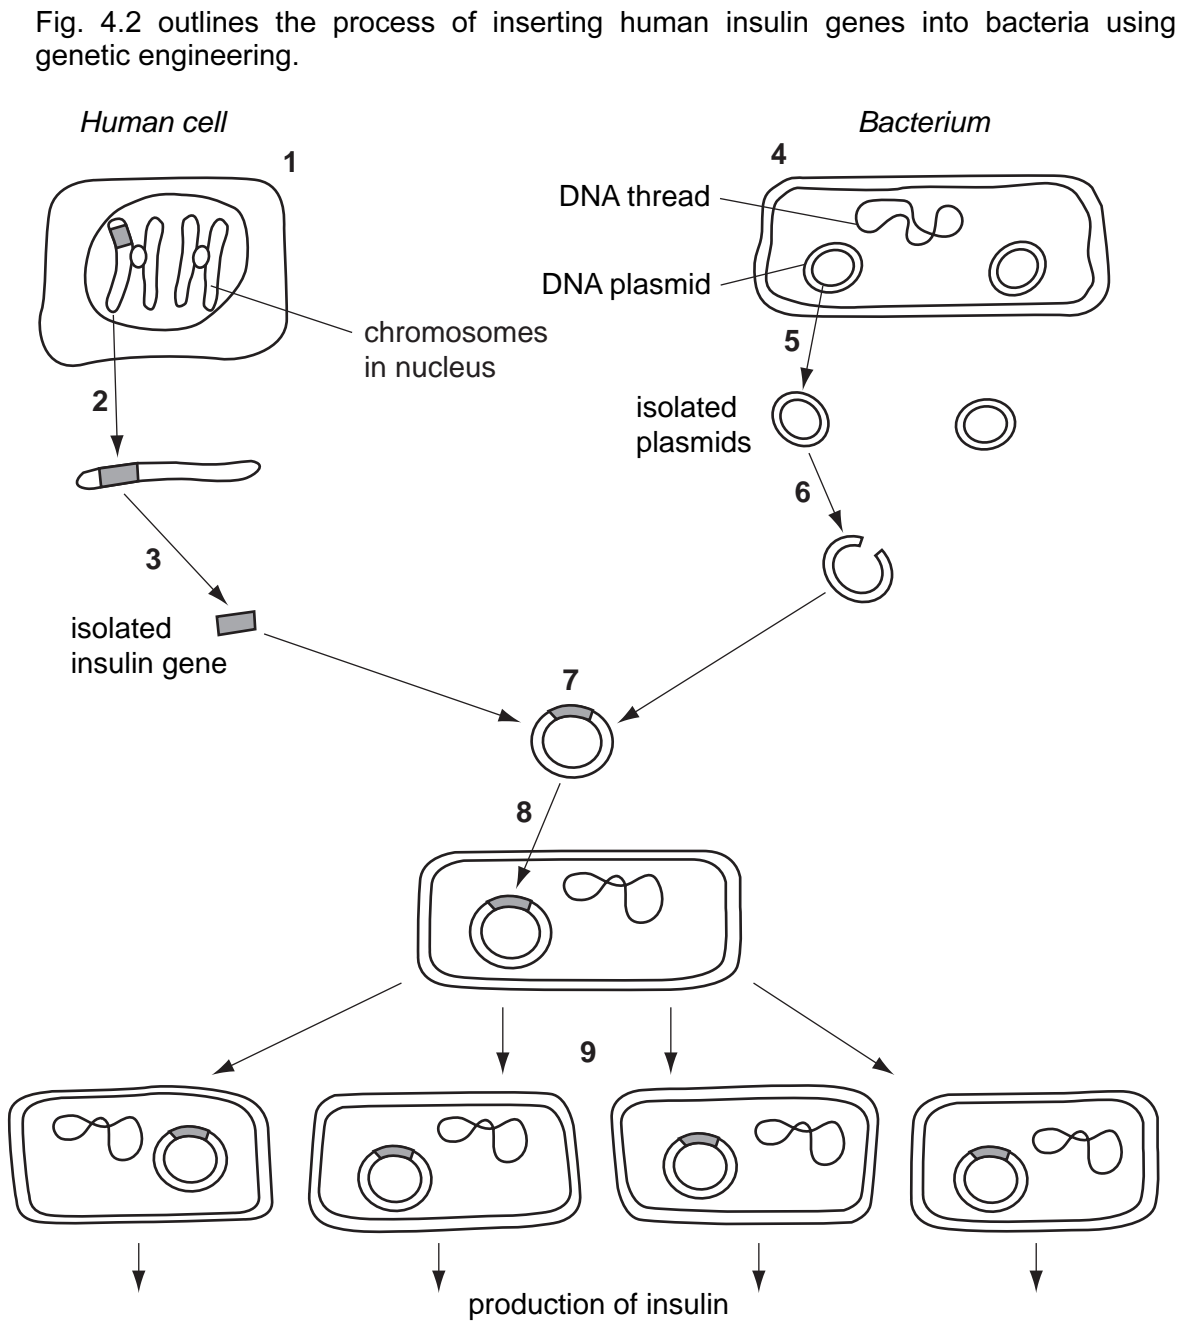 Fig. 4.2 outlines the process of inserting human insulin genes into bacteria using
genetic engineering.
Human cell
Bacterium
1
4
DNA thread
DNA plasmid
chromosomes
in nucleus
5
2
isolated
plasmids
6
3
isolated
insulin gene
7
8
9
production of insulin